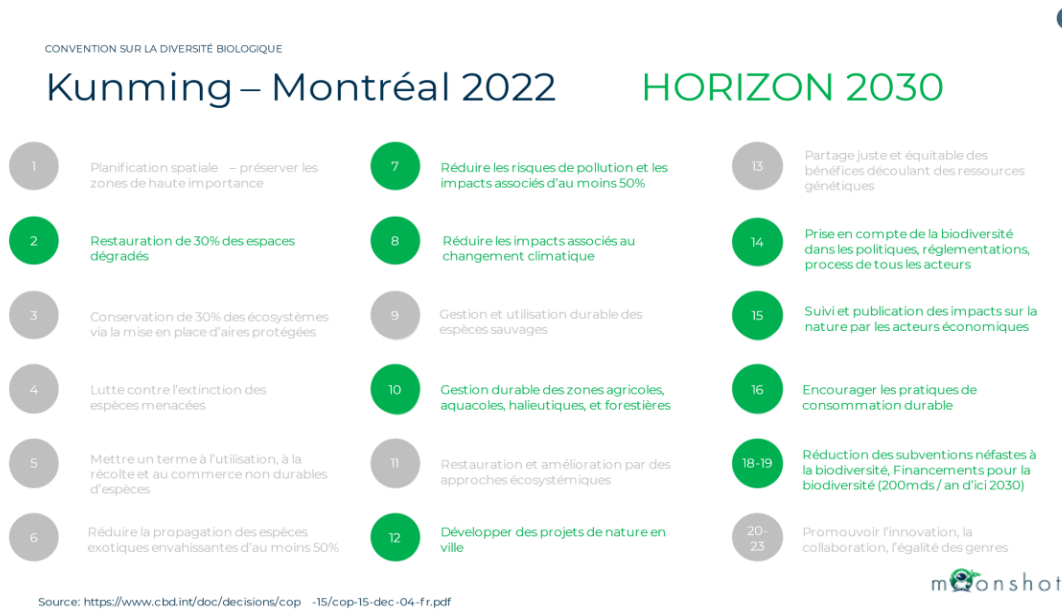 CONVENTION SUR LA DIVERSITÉ BIOLOGIQUE
Kunming – Montréal 2022
HORIZON 2030
1
Planification spatiale – préserver les
zones de haute importance
2
Restauration de 30% des espaces
dégradés
3
Conservation de 30% des écosystèmes
via la mise en place d'aires protégées
4
Lutte contre l'extinction des
espèces menacées
5
Mettre un terme à l'utilisation, à la
récolte et au commerce non durables
d'espèces
6
Réduire la propagation des espèces
exotiques envahissantes d'au moins 50%
7
Réduire les risques de pollution et les
impacts associés d'au moins 50%
8
Réduire les impacts associés au
changement climatique
9
Gestion et utilisation durable des
espèces sauvages
10
Gestion durable des zones agricoles,
aquacoles, halieutiques, et forestières
11
Restauration et amélioration par des
approches écosystémiques
12
Développer des projets de nature en
ville
13
Partage juste et équitable des
bénéfices découlant des ressources
génétiques
14
Prise en compte de la biodiversité
dans les politiques, réglementations,
process de tous les acteurs
15
Suivi et publication des impacts sur la
nature par les acteurs économiques
16
Encourager les pratiques de
consommation durable
18-19
Réduction des subventions néfastes à
la biodiversité, Financements pour la
biodiversité (200mds / an d'ici 2030)
20-
23
Promouvoir l'innovation, la
collaboration, l'égalité des genres
moonshot
Source: https://www.cbd.int/doc/decisions/cop -15/cop-15-dec-04-fr.pdf